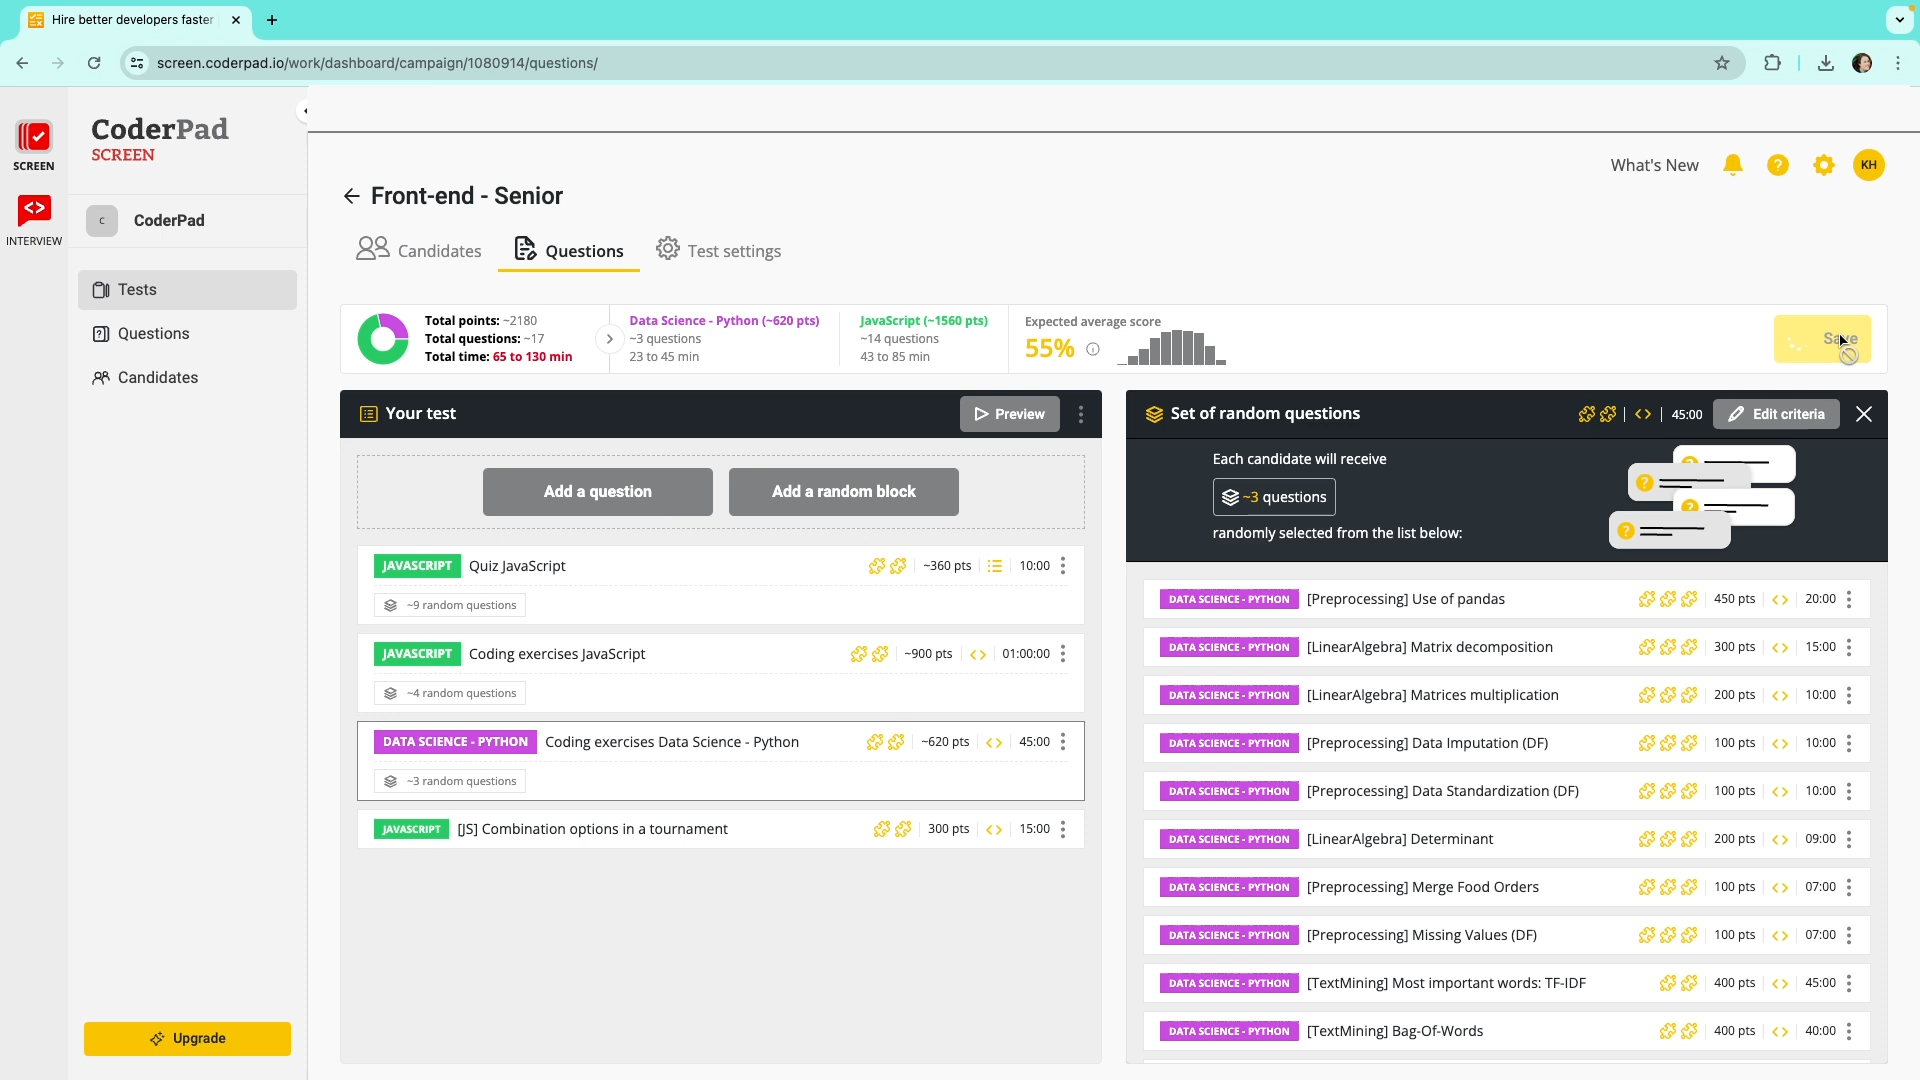 Hire better developers faster
screen.coderpad.io/work/dashboard/campaign/1080914/questions/
SCREEN
INTERVIEW
CoderPad
SCREEN
C
CoderPad
Tests
Questions
Candidates
Upgrade
What's New
?
KH
Front-end - Senior
Candidates
Questions
Test settings
Total points: ~2180
Total questions: ~17
Total time: 65 to 130 min
Data Science - Python (~620 pts)
~3 questions
23 to 45 min
JavaScript (~1560 pts)
~14 questions
43 to 85 min
Expected average score
55%
Save
Your test
Preview
Add a question
Add a random block
JAVASCRIPT Quiz JavaScript ~360 pts 10:00
~9 random questions
JAVASCRIPT Coding exercises JavaScript ~900 pts 01:00:00
~4 random questions
DATA SCIENCE - PYTHON Coding exercises Data Science - Python ~620 pts 45:00
~3 random questions
JAVASCRIPT [JS] Combination options in a tournament 300 pts 15:00
Set of random questions 45:00 Edit criteria
Each candidate will receive
~3 questions
randomly selected from the list below:
DATA SCIENCE - PYTHON [Preprocessing] Use of pandas 450 pts 20:00
DATA SCIENCE - PYTHON [LinearAlgebra] Matrix decomposition 300 pts 15:00
DATA SCIENCE - PYTHON [LinearAlgebra] Matrices multiplication 200 pts 10:00
DATA SCIENCE - PYTHON [Preprocessing] Data Imputation (DF) 100 pts 10:00
DATA SCIENCE - PYTHON [Preprocessing] Data Standardization (DF) 100 pts 10:00
DATA SCIENCE - PYTHON [LinearAlgebra] Determinant 200 pts 09:00
DATA SCIENCE - PYTHON [Preprocessing] Merge Food Orders 100 pts 07:00
DATA SCIENCE - PYTHON [Preprocessing] Missing Values (DF) 100 pts 07:00
DATA SCIENCE - PYTHON [TextMining] Most important words: TF-IDF 400 pts 45:00
DATA SCIENCE - PYTHON [TextMining] Bag-Of-Words 400 pts 40:00